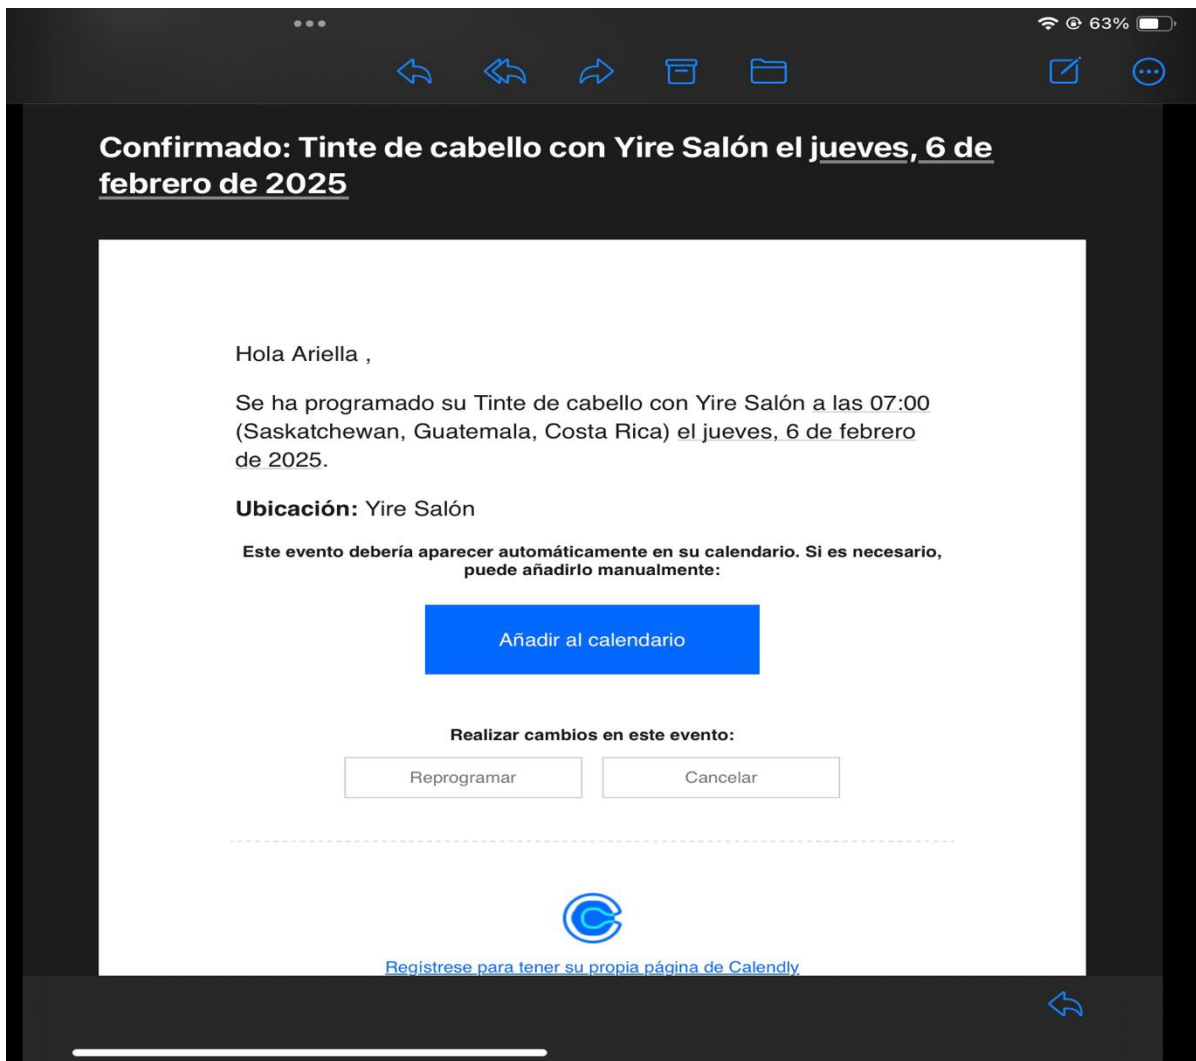 63%
Confirmado: Tinte de cabello con Yire Salón el jueves, 6 de
febrero de 2025
Hola Ariella ,
Se ha programado su Tinte de cabello con Yire Salón a las 07:00
(Saskatchewan, Guatemala, Costa Rica) el jueves, 6 de febrero
de 2025.
Ubicación: Yire Salón
Este evento debería aparecer automáticamente en su calendario. Si es necesario,
puede añadirlo manualmente:
Añadir al calendario
Realizar cambios en este evento:
Reprogramar Cancelar
Regístrese para tener su propia página de Calendly